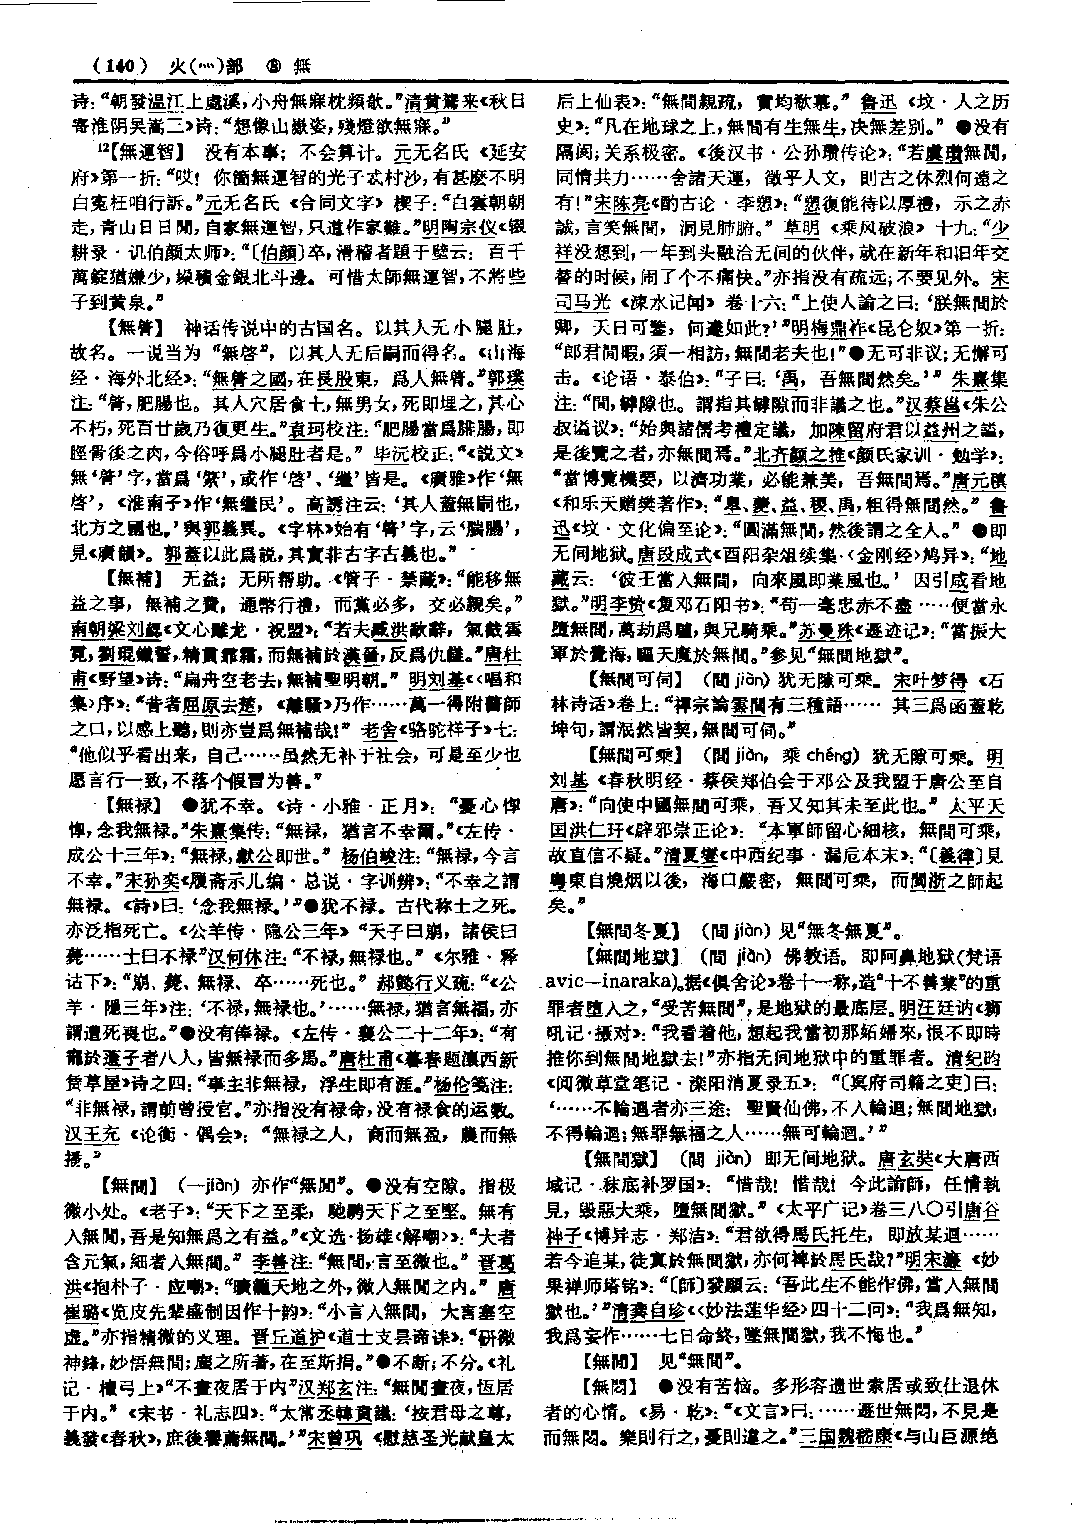 (140) 火(灬)部 ⑧ 無
诗:“朝發温江上處溪,小舟無寐枕頻欹。”清黄鷟来《秋日
寄淮阴吴嵩三》诗:“想像山嶽姿,殘燈欲無寐。”
¹²【無運智】 没有本事;不会算计。元无名氏《延安
府》第一折:“哎!你箇無運智的光子忒村沙,有甚麽不明
白寃枉咱行訴。”元无名氏《合同文字》楔子:“白雲朝朝
走,青山日日閒,自家無運智,只道作家難。”明陶宗仪《辍
耕录·讥伯颜太师》:“〔伯顔〕卒,滑稽者題于壁云:百千
萬錠猶嫌少,垛積金銀北斗邊。可惜太師無運智,不將些
子到黄泉。”
【無䏿】 神话传说中的古国名。以其人无小腿肚,
故名。一说当为“無啓”,以其人无后嗣而得名。《山海
经·海外北经》:“無䏿之國,在長股東,爲人無䏿。”郭璞
注:“䏿,肥腸也。其人穴居食土,無男女,死即埋之,其心
不朽,死百廿歲乃復更生。”袁珂校注:“肥腸當爲腓腸,即
脛骨後之肉,今俗呼爲小腿肚者是。”毕沅校正:“《説文》
無‘䏿’字,當爲‘綮’,或作‘啓’、‘繼’皆是。《廣雅》作‘無
啓’,《淮南子》作‘無繼民’。高誘注云:‘其人蓋無嗣也,
北方之國也。’與郭義異。《字林》始有‘䏿’字,云‘腨腸’,
見《廣韻》。郭蓋以此爲説,其實非古字古義也。”
【無補】 无益;无所帮助。《管子·禁藏》:“能移無
益之事,無補之費,通幣行禮,而黨必多,交必親矣。”
南朝梁刘勰《文心雕龙·祝盟》:“若夫臧洪歃辭,氣截雲
霓,劉琨鐵誓,精貫霏霜,而無補於漢晉,反爲仇讎。”唐杜
甫《野望》诗:“扁舟空老去,無補聖明朝。”明刘基《〈唱和
集〉序》:“昔者屈原去楚,《離騷》乃作……萬一得附瞽師
之口,以感上聽,則亦豈爲無補哉!”老舍《骆驼祥子》七:
“他似乎看出来,自己……虽然无补于社会,可是至少也
愿言行一致,不落个假冒为善。”
【無禄】 ●犹不幸。《诗·小雅·正月》:“憂心惸
惸,念我無禄。”朱熹集传:“無禄,猶言不幸爾。”《左传·
成公十三年》:“無禄,獻公即世。”杨伯峻注:“無禄,今言
不幸。”宋孙奕《履斋示儿编·总说·字训辨》:“不幸之謂
無禄。《詩》曰:‘念我無禄。’”●犹不禄。古代称士之死。
亦泛指死亡。《公羊传·隐公三年》“天子曰崩,諸侯曰
薨……士曰不禄”汉何休注:“不禄,無禄也。”《尔雅·释
诂下》:“崩、薨、無禄、卒……死也。”郝懿行义疏:“《公
羊·隱三年》注:‘不禄,無禄也。’……無禄,猶言無福,亦
謂遭死喪也。”●没有俸禄。《左传·襄公二十二年》:“有
寵於薳子者八人,皆無禄而多馬。”唐杜甫《暮春题瀼西新
赁草屋》诗之四:“事主非無禄,浮生即有涯。”杨伦笺注:
“非無禄,謂前曾授官。”亦指没有禄命,没有禄食的运数。
汉王充《论衡·偶会》:“無禄之人,商而無盈,農而無
播。”
【無間】 (—jiàn) 亦作“無閒”。●没有空隙。指极
微小处。《老子》:“天下之至柔,馳騁天下之至堅。無有
入無閒,吾是知無爲之有益。”《文选·扬雄〈解嘲〉》:“大者
含元氣,細者入無間。”李善注:“無間,言至微也。”晋葛
洪《抱朴子·应嘲》:“曠籠天地之外,微入無閒之内。”唐
崔璐《览皮先辈盛制因作十韵》:“小言入無間,大言塞空
虚。”亦指精微的义理。晋丘道护《道士支昙谛诔》:“研微
神鋒,妙悟無間;塵之所著,在至斯捐。”●不断;不分。《礼
记·檀弓上》“不晝夜居于内”汉郑玄注:“無閒晝夜,恆居
于内。”《宋书·礼志四》:“太常丞韓賁議:‘按君母之尊,
義發《春秋》,庶後饗薦無間。’”宋曾巩《慰慈圣光献皇太
后上仙表》:“無間親疏,實均欷慕。”鲁迅《坟·人之历
史》:“凡在地球之上,無間有生無生,决無差别。”●没有
隔阂;关系极密。《後汉书·公孙瓒传论》:“若虞瓚無閒,
同情共力……舍諸天運,徵乎人文,則古之休烈何遠之
有!”宋陈亮《酌古论·李愬》:“愬復能待以厚禮,示之赤
誠,言笑無間,洞見肺腑。”草明《乘风破浪》十九:“少
祥没想到,一年到头融洽无间的伙伴,就在新年和旧年交
替的时候,闹了个不痛快。”亦指没有疏远;不要见外。宋
司马光《涑水记闻》卷十六:“上使人諭之曰:‘朕無間於
卿,天日可鑒,何遽如此?’”明梅鼎祚《昆仑奴》第一折:
“郎君閒暇,須一相訪,無間老夫也!”●无可非议;无懈可
击。《论语·泰伯》:“子曰:‘禹,吾無間然矣。’”朱熹集
注:“間,罅隙也。謂指其罅隙而非議之也。”汉蔡邕《朱公
叔谥议》:“始與諸儒考禮定議,加陳留府君以益州之謚,
是後覽之者,亦無間焉。”北齐颜之推《颜氏家训·勉学》:
“當博覽機要,以濟功業,必能兼美,吾無間焉。”唐元稹
《和乐天赠樊著作》:“臯、夔、益、稷、禹,粗得無間然。”鲁
迅《坟·文化偏至论》:“圓滿無間,然後謂之全人。”●即
无间地狱。唐段成式《酉阳杂俎续集·〈金刚经〉鸠异》:“地
藏云:‘彼王當入無間,向來風即業風也。’因引威看地
獄。”明李贽《复邓石阳书》:“苟一毫忠赤不盡……便當永
墮無間,萬劫爲驢,與兄騎乘。”苏曼殊《遯迹记》:“當振大
軍於覺海,驅天魔於無間。”参见“無間地獄”。
【無間可伺】 (間 jiàn) 犹无隙可乘。宋叶梦得《石
林诗话》卷上:“禪宗論雲間有三種語……其三爲函蓋乾
坤句,謂泯然皆契,無間可伺。”
【無間可乘】 (間 jiàn,乘 chéng) 犹无隙可乘。明
刘基《春秋明经·蔡侯郑伯会于邓公及我盟于唐公至自
唐》:“向使中國無間可乘,吾又知其未至此也。”太平天
囯洪仁玕《辟邪崇正论》:“本軍師留心細核,無間可乘,
故直信不疑。”清夏燮《中西纪事·漏卮本末》:“〔義律〕見
粤東自燒烟以後,海口嚴密,無間可乘,而闽浙之師起
矣。”
【無間冬夏】 (間 jiàn) 见“無冬無夏”。
【無間地獄】 (間 jiàn) 佛教语。即阿鼻地狱(梵语
avic—inaraka)。据《俱舍论》卷十一称,造“十不善業”的重
罪者堕入之,“受苦無間”,是地狱的最底层。明汪廷讷《狮
吼记·摄对》:“我看着他,想起我當初那妬婦來,恨不即時
推你到無間地獄去!”亦指无间地狱中的重罪者。清纪昀
《阅微草堂笔记·滦阳消夏录五》:“〔冥府司籍之吏〕曰:
‘……不輪迴者亦三途:聖賢仙佛,不入輪迴;無間地獄,
不得輪迴;無罪無福之人……無可輪迴。’”
【無間獄】 (間 jiàn) 即无间地狱。唐玄奘《大唐西
域记·秣底补罗国》:“惜哉!惜哉!今此論師,任情執
見,毁惡大乘,墮無間獄。”《太平广记》卷三八〇引唐谷
神子《博异志·郑洁》:“君欲得馬氏托生,即放某迴……
若今追某,徒寘於無間獄,亦何裨於馬氏哉?”明宋濂《妙
果禅师塔铭》:“〔師〕發願云:‘吾此生不能作佛,當入無間
獄也。’”清龚自珍《〈妙法莲华经〉四十二问》:“我爲無知,
我爲妄作……七日命終,墮無間獄,我不悔也。”
【無閒】 见“無間”。
【無悶】 ●没有苦恼。多形容遗世索居或致仕退休
者的心情。《易·乾》:“《文言》曰:……遯世無悶,不見是
而無悶。樂則行之,憂則違之。”三国魏嵇康《与山巨源绝